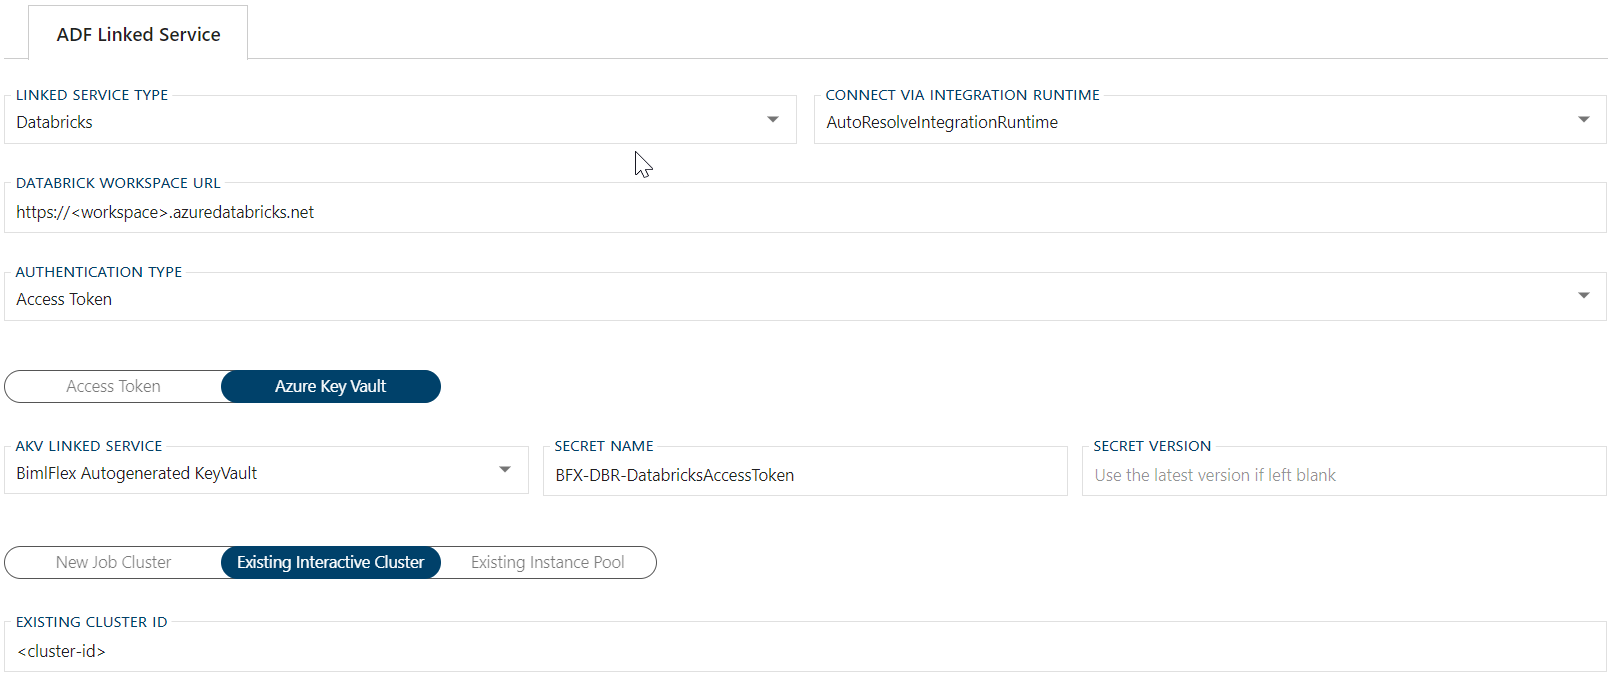 ADF Linked Service
LINKED SERVICE TYPE
Databricks
CONNECT VIA INTEGRATION RUNTIME
AutoResolveIntegrationRuntime
DATABRICK WORKSPACE URL
https://<workspace>.azuredatabricks.net
AUTHENTICATION TYPE
Access Token
Access Token
Azure Key Vault
AKV LINKED SERVICE
BimlFlex Autogenerated KeyVault
SECRET NAME
BFX-DBR-DatabricksAccessToken
SECRET VERSION
Use the latest version if left blank
New Job Cluster
Existing Interactive Cluster
Existing Instance Pool
EXISTING CLUSTER ID
<cluster-id>